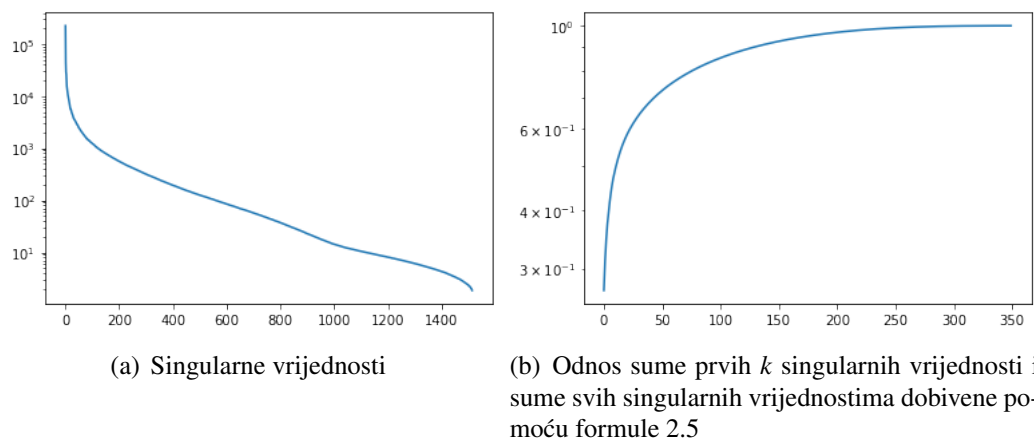 10⁵
10⁴
10³
10²
10¹
0 200 400 600 800 1000 1200 1400
10⁰
6 × 10⁻¹
4 × 10⁻¹
3 × 10⁻¹
0 50 100 150 200 250 300 350
(a) Singularne vrijednosti
(b) Odnos sume prvih k singularnih vrijednosti i
sume svih singularnih vrijednostima dobivene po-
moću formule 2.5